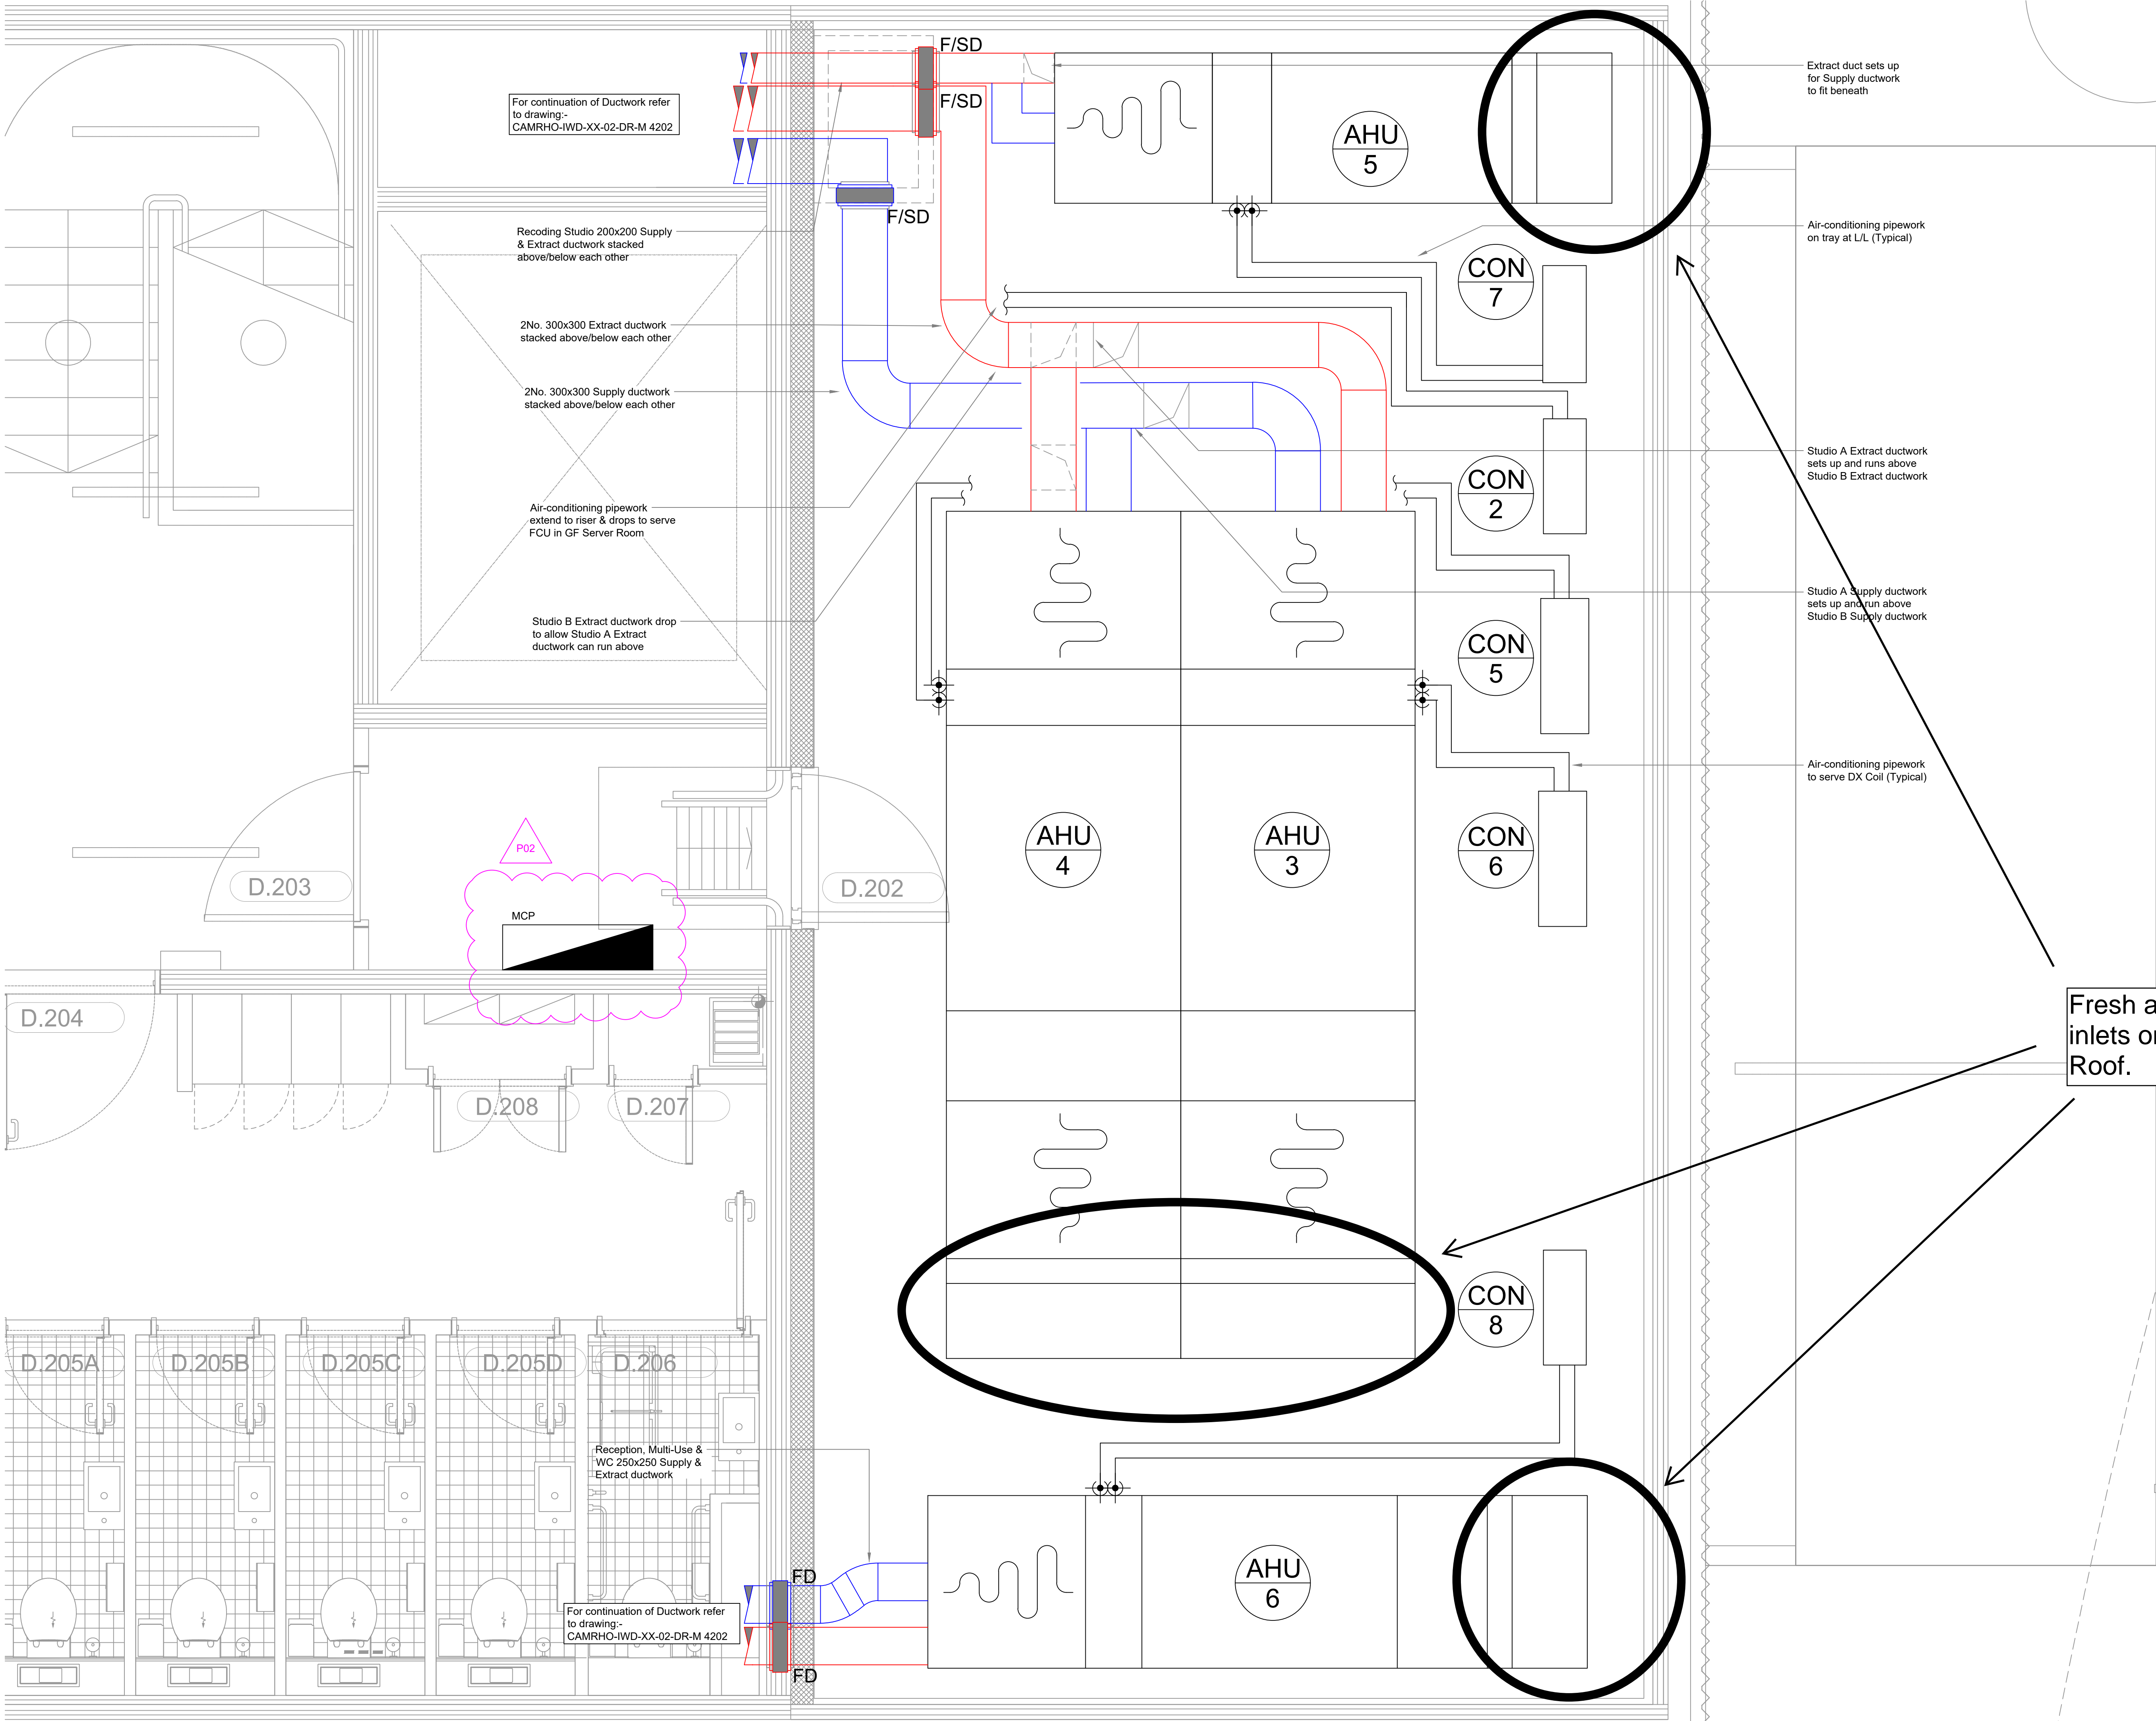 F/SD
Extract duct sets up
for Supply ductwork
to fit beneath
For continuation of Ductwork refer
to drawing:-
CAMRHO-IWD-XX-02-DR-M 4202
F/SD
AHU
5
F/SD
Recoding Studio 200x200 Supply
& Extract ductwork stacked
above/below each other
Air-conditioning pipework
on tray at L/L (Typical)
CON
7
2No. 300x300 Extract ductwork
stacked above/below each other
2No. 300x300 Supply ductwork
stacked above/below each other
Studio A Extract ductwork
sets up and runs above
Studio B Extract ductwork
CON
2
Air-conditioning pipework
extend to riser & drops to serve
FCU in GF Server Room
Studio A Supply ductwork
sets up and run above
Studio B Supply ductwork
Studio B Extract ductwork drop
to allow Studio A Extract
ductwork can run above
CON
5
Air-conditioning pipework
to serve DX Coil (Typical)
P02
AHU
4
AHU
3
CON
6
D.203
D.202
MCP
D.204
Fresh a
inlets o
Roof.
D.208
D.207
CON
8
D.205A
D.205B
D.205C
D.205D
D.206
Reception, Multi-Use &
WC 250x250 Supply &
Extract ductwork
FD
AHU
6
For continuation of Ductwork refer
to drawing:-
CAMRHO-IWD-XX-02-DR-M 4202
FD